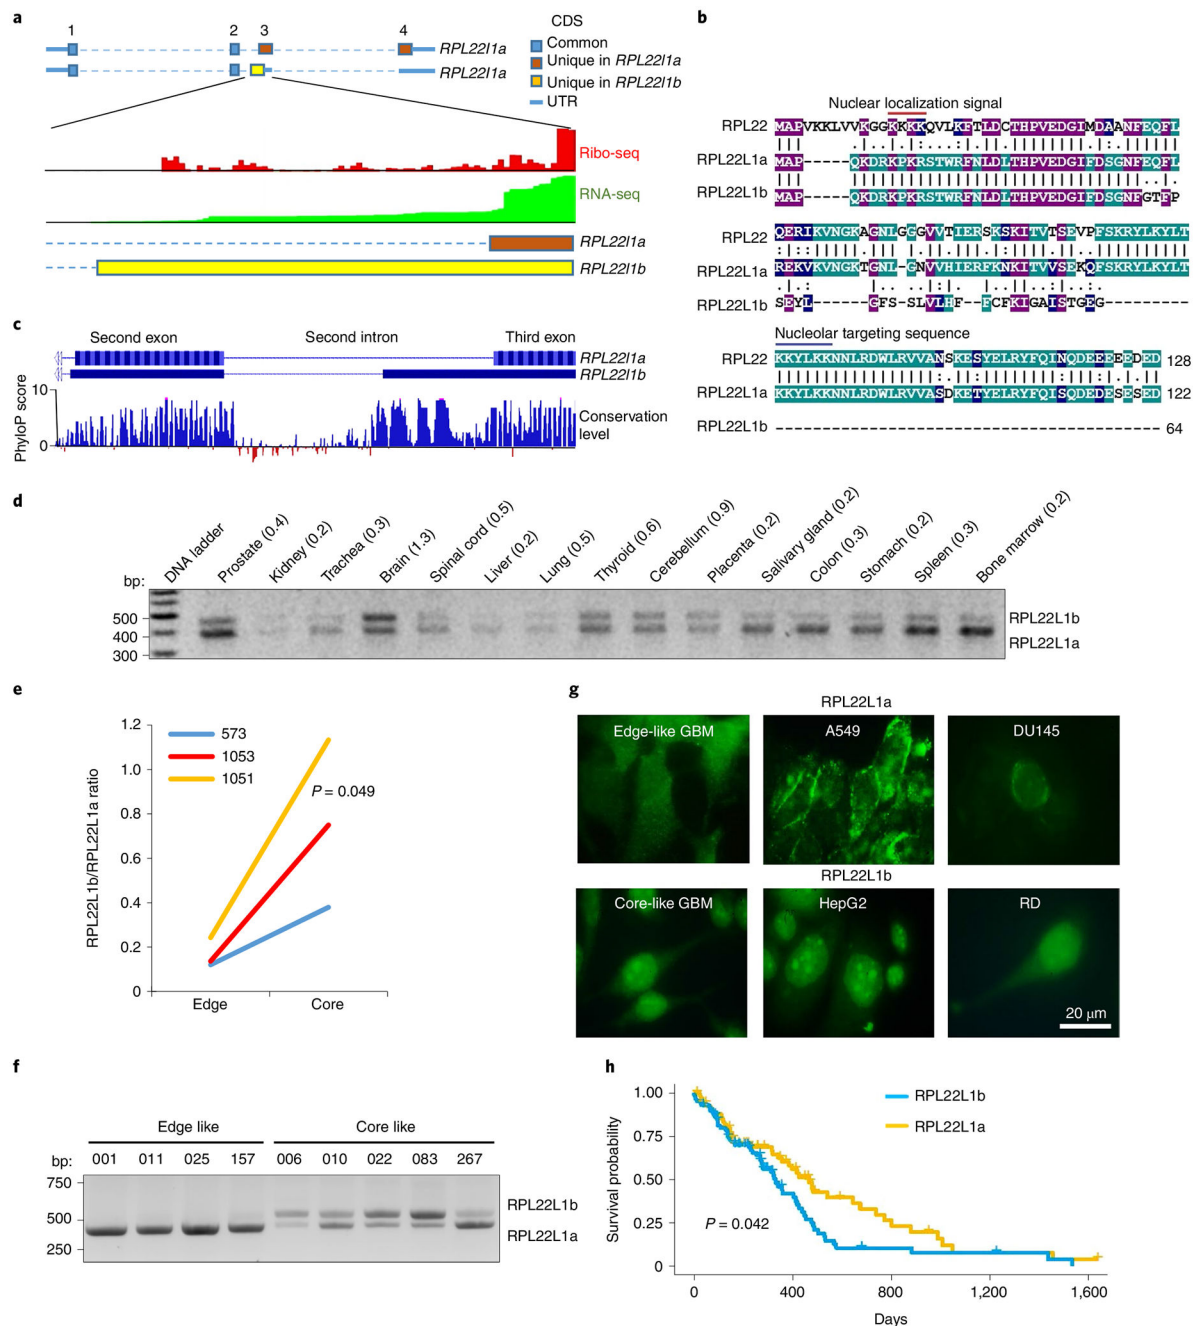 a
1 2 3 4
RPL22l1a
RPL22l1a
CDS
Common
Unique in RPL22l1a
Unique in RPL22l1b
UTR
Ribo-seq
RNA-seq
RPL22l1a
RPL22l1b
b
Nuclear localization signal
RPL22 MAPVKKLVVKGGKKKKQVLKFTLDCTHPVEDGIMDAANFEQFL
RPL22L1a MAP-----QKDRKPKRSTWRFNLDLTHPVEDGIFDSGNFEQFL
RPL22L1b MAP-----QKDRKPKRSTWRFNLDLTHPVEDGIFDSGNFGTFP
RPL22 QERIKVNGKAGNLGGGVVTIERSKSKITVTSEVPFSKRYLKYLT
RPL22L1a REKVKVNGKTGNL-GNVVHIERFKNKITVVSEKQFSKRYLKYLT
RPL22L1b SEYL------GFS-SLVLHF--FCFKIGAISTGEG---------
Nucleolar targeting sequence
RPL22 KKYLKKNNLRDWLRVVANSKESYELRYFQINQDEEEEEDED 128
RPL22L1a KKYLKKNNLRDWLRVVASDKETYELRYFQISQDEDESESED 122
RPL22L1b ----------------------------------------- 64
c
Second exon Second intron Third exon
RPL22l1a
RPL22l1b
PhyloP score
10
0
Conservation
level
d
DNA ladder
Prostate (0.4)
Kidney (0.2)
Trachea (0.3)
Brain (1.3)
Spinal cord (0.5)
Liver (0.2)
Lung (0.5)
Thyroid (0.6)
Cerebellum (0.9)
Placenta (0.2)
Salivary gland (0.2)
Colon (0.3)
Stomach (0.2)
Spleen (0.3)
Bone marrow (0.2)
bp:
500
400
300
RPL22L1b
RPL22L1a
e
RPL22L1b/RPL22L1a ratio
1.2
1.0
0.8
0.6
0.4
0.2
0
573
1053
1051
P = 0.049
Edge Core
g
RPL22L1a
Edge-like GBM A549 DU145
RPL22L1b
Core-like GBM HepG2 RD
20 μm
f
Edge like Core like
bp: 001 011 025 157 006 010 022 083 267
750
500
250
RPL22L1b
RPL22L1a
h
Survival probability
1.00
0.75
0.50
0.25
0
RPL22L1b
RPL22L1a
P = 0.042
0 400 800 1,200 1,600
Days